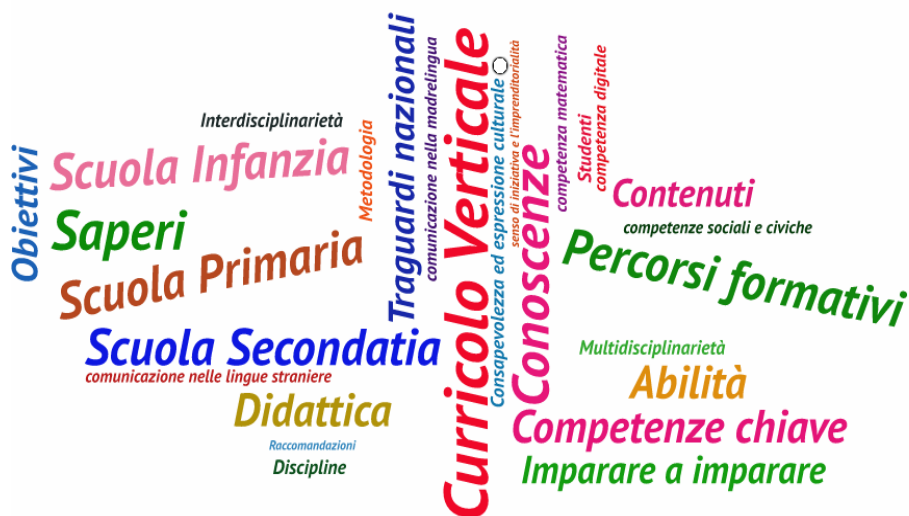 Interdisciplinarietà
Obiettivi
Scuola Infanzia
Metodologia
Saperi
Scuola Primaria
Scuola Secondatia
comunicazione nelle lingue straniere
Didattica
Raccomandazioni
Discipline
Traguardi nazionali
comunicazione nella madrelingua
Curricolo Verticale
Consapevolezza ed espressione culturale
senso di iniziativa e l'imprenditorialità
Conoscenze
competenza matematica
Studenti
competenza digitale
Contenuti
competenze sociali e civiche
Percorsi formativi
Multidisciplinarietà
Abilità
Competenze chiave
Imparare a imparare